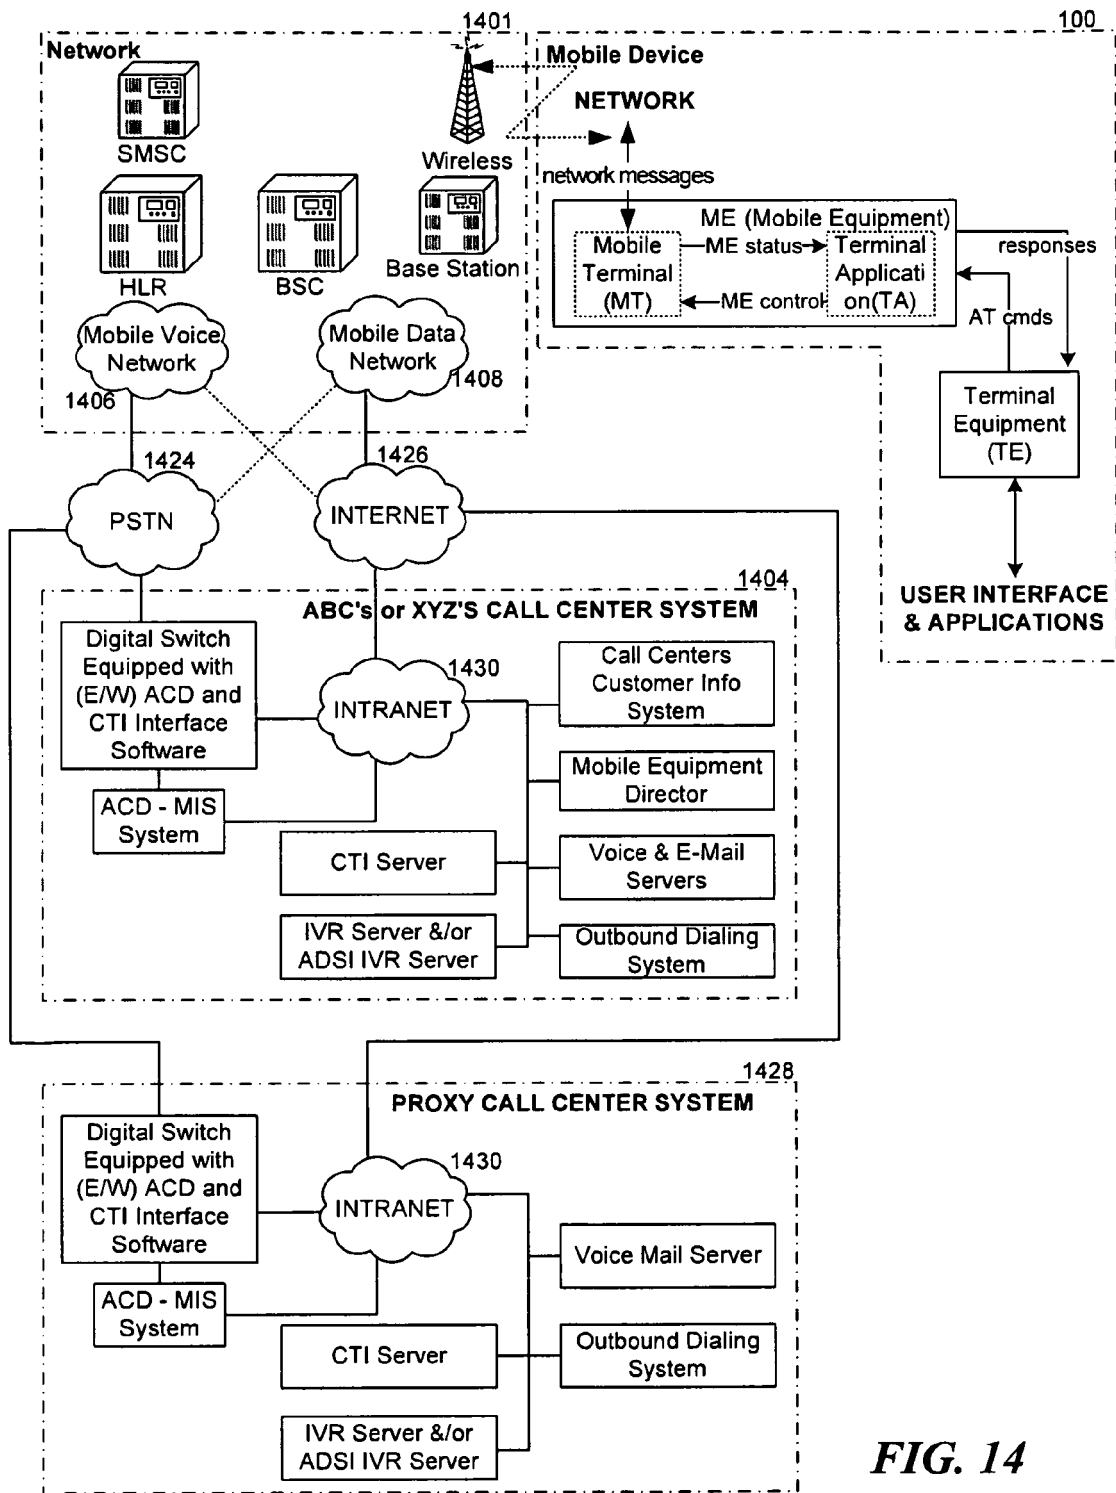 1401
100
Network
Mobile Device
NETWORK
SMSC
Wireless
network messages
ME (Mobile Equipment)
Mobile
Terminal
(MT)
ME status
Terminal
Applicati
on(TA)
ME control
responses
AT cmds
HLR
BSC
Base Station
Mobile Voice
Network
Mobile Data
Network
1406
1408
Terminal
Equipment
(TE)
1424
1426
PSTN
INTERNET
USER INTERFACE
& APPLICATIONS
1404
ABC's or XYZ'S CALL CENTER SYSTEM
Digital Switch
Equipped with
(E/W) ACD and
CTI Interface
Software
1430
INTRANET
Call Centers
Customer Info
System
Mobile Equipment
Director
ACD - MIS
System
CTI Server
Voice & E-Mail
Servers
IVR Server &/or
ADSI IVR Server
Outbound Dialing
System
1428
PROXY CALL CENTER SYSTEM
Digital Switch
Equipped with
(E/W) ACD and
CTI Interface
Software
1430
INTRANET
Voice Mail Server
ACD - MIS
System
CTI Server
Outbound Dialing
System
IVR Server &/or
ADSI IVR Server
FIG. 14